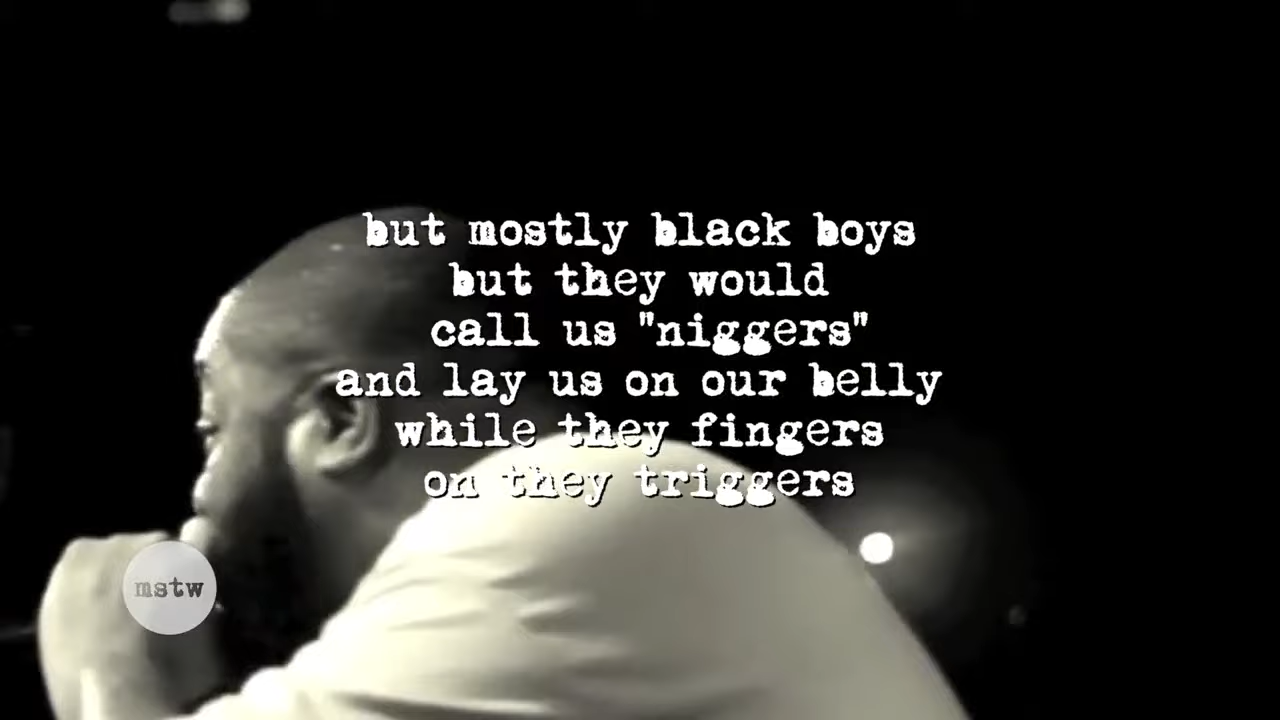 but mostly black boys
but they would
call us "niggers"
and lay us on our belly
while they fingers
on they triggers
mstw